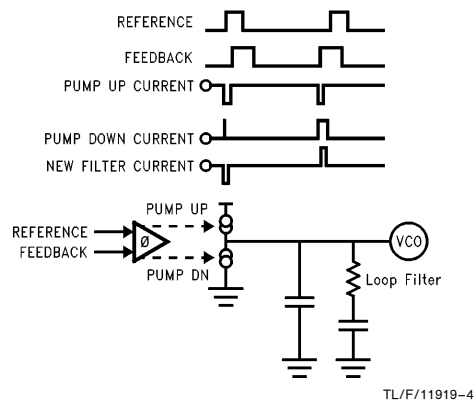 REFERENCE
FEEDBACK
PUMP UP CURRENT
PUMP DOWN CURRENT
NEW FILTER CURRENT
PUMP UP
REFERENCE
FEEDBACK
Ø
PUMP DN
VCO
Loop Filter
TL/F/11919–4